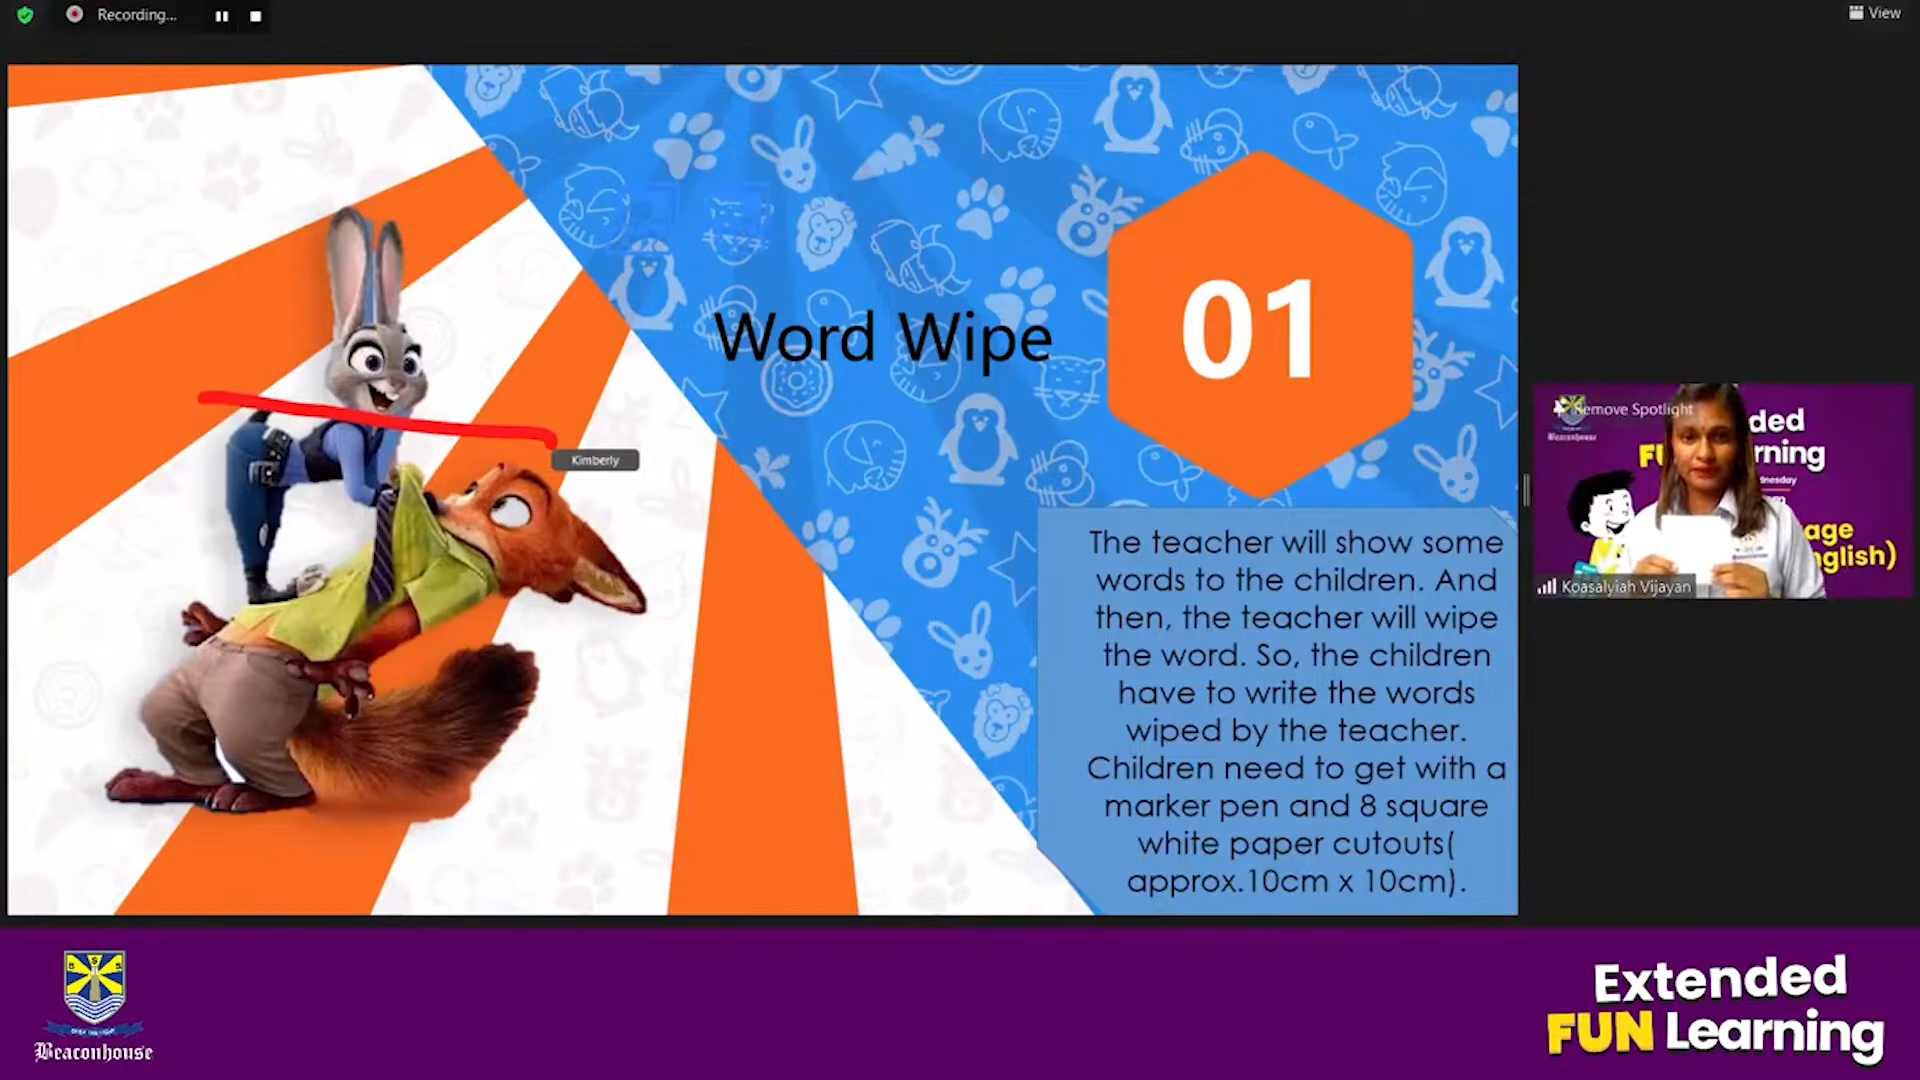 Recording...
View
Word Wipe
01
Kimberly
The teacher will show some
words to the children. And
then, the teacher will wipe
the word. So, the children
have to write the words
wiped by the teacher.
Children need to get with a
marker pen and 8 square
white paper cutouts(
approx.10cm x 10cm).
Remove Spotlight
Beaconhouse
Koasalyiah Vijayan
Beaconhouse
Extended
FUN Learning